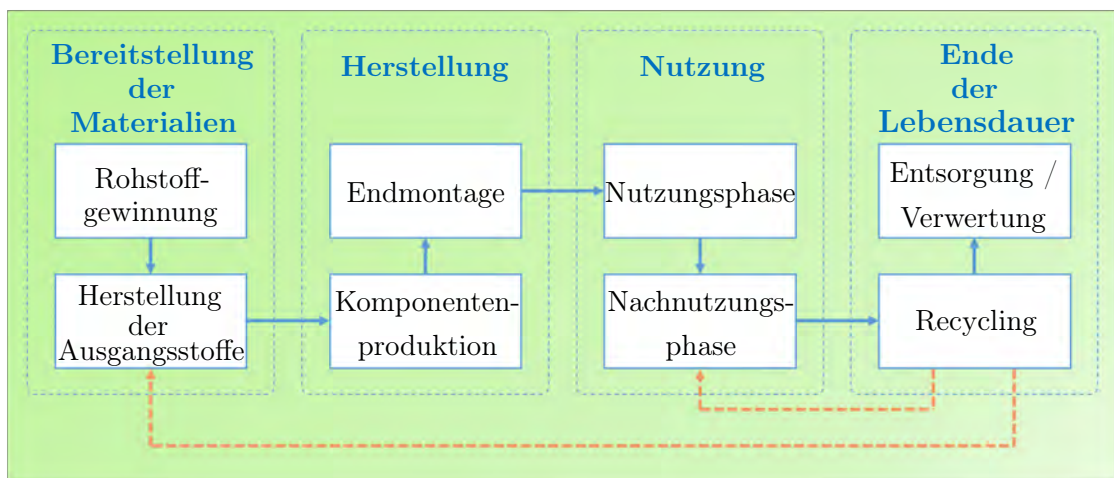 Bereitstellung
der
Materialien
Rohstoff-
gewinnung
Herstellung
der
Ausgangsstoffe
Herstellung
Endmontage
Komponenten-
produktion
Nutzung
Nutzungsphase
Nachnutzungs-
phase
Ende
der
Lebensdauer
Entsorgung /
Verwertung
Recycling